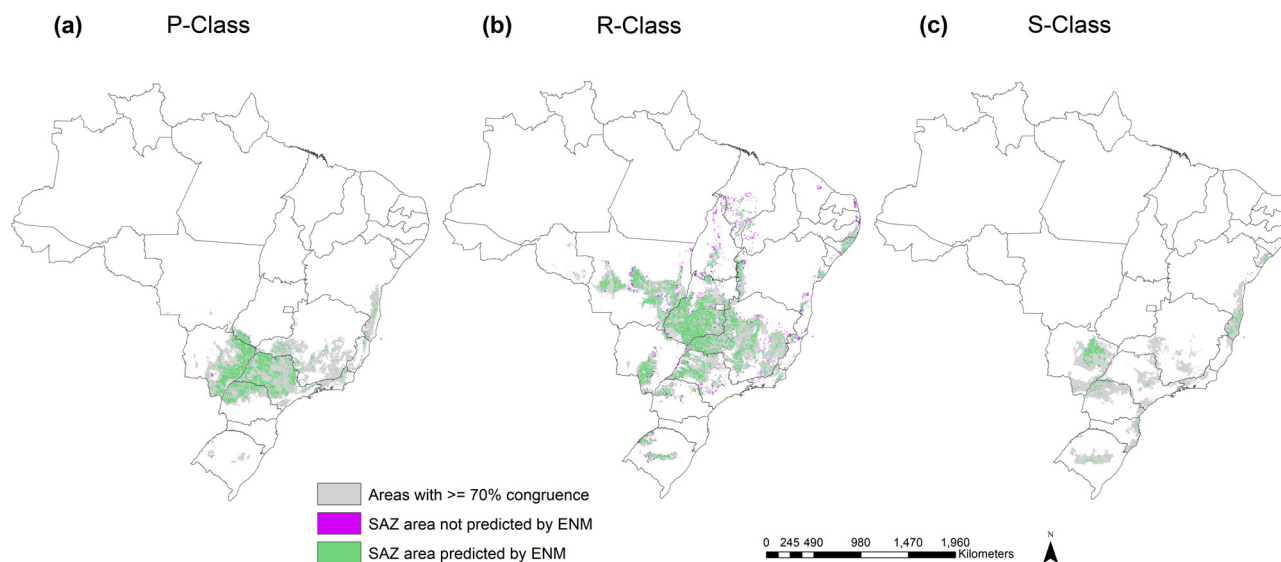 (a) P-Class
(b) R-Class
(c) S-Class
Areas with >= 70% congruence
SAZ area not predicted by ENM
SAZ area predicted by ENM
0 245 490 980 1,470 1,960
Kilometers
N